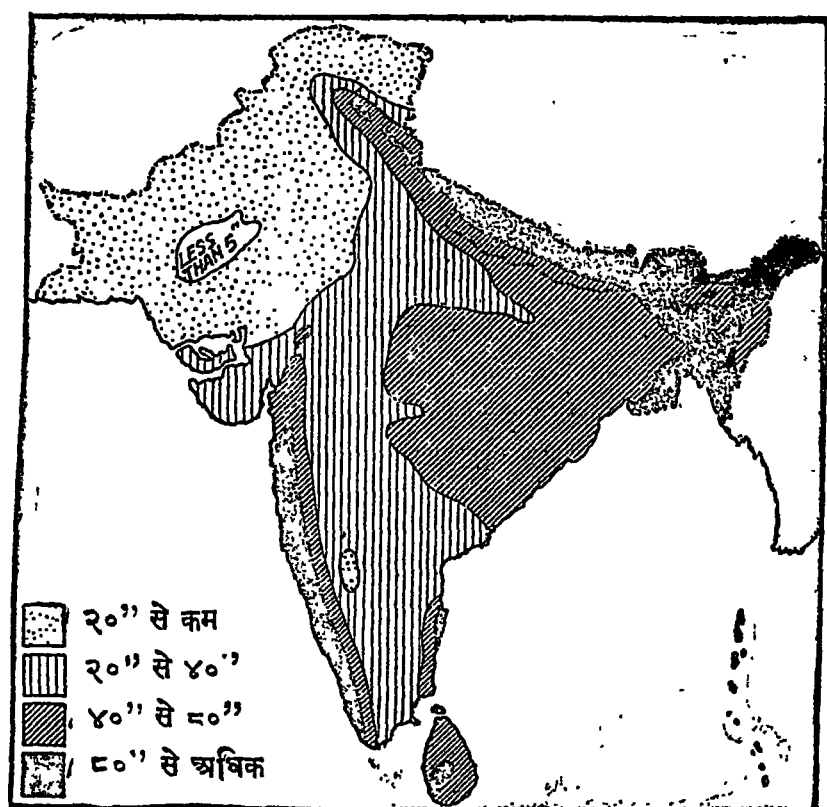 LESS
THAN 5"
२०" से कम
२०" से ४०"
४०" से ८०"
८०" से अधिक